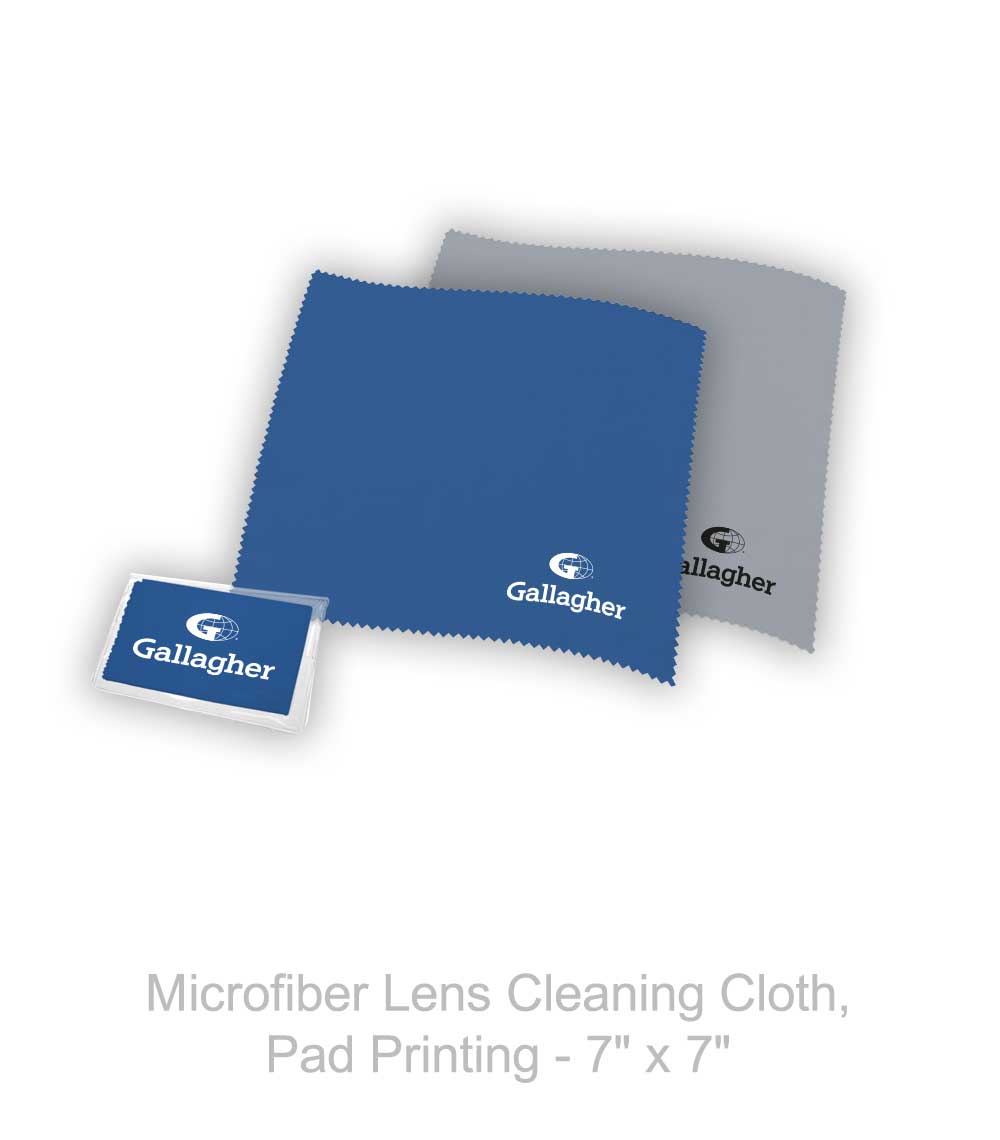 Gallagher
allagher
Gallagher
Microfiber Lens Cleaning Cloth,
Pad Printing - 7" x 7"